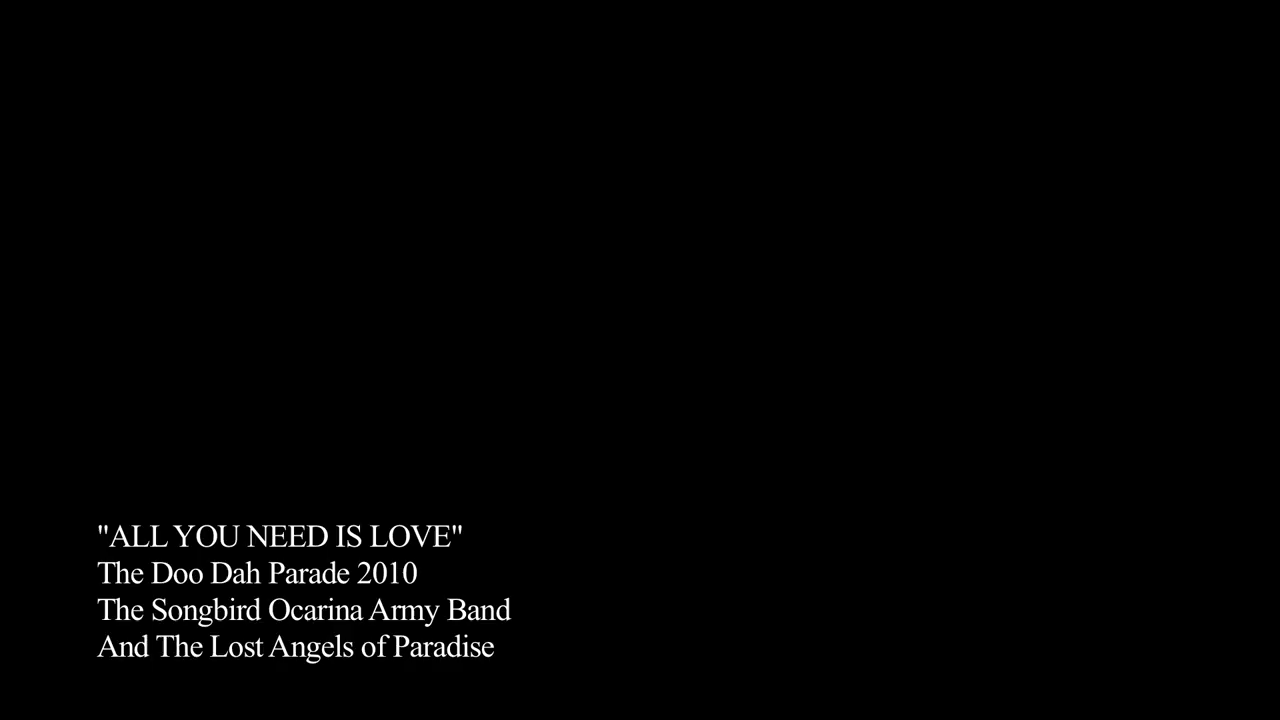 "ALL YOU NEED IS LOVE"
The Doo Dah Parade 2010
The Songbird Ocarina Army Band
And The Lost Angels of Paradise